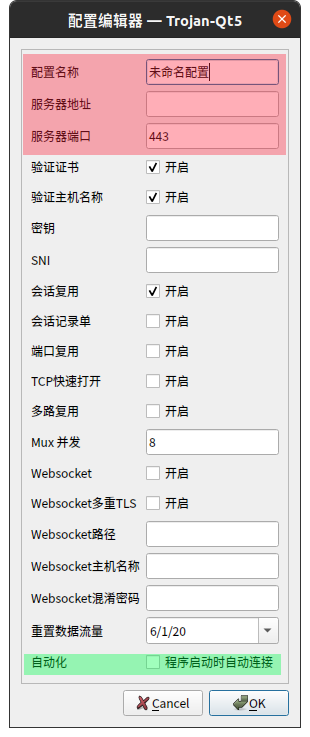 配置编辑器 — Trojan-Qt5
配置名称 未命名配置
服务器地址
服务器端口 443
验证证书 开启
验证主机名称 开启
密钥
SNI
会话复用 开启
会话记录单 开启
端口复用 开启
TCP快速打开 开启
多路复用 开启
Mux 并发 8
Websocket 开启
Websocket多重TLS 开启
Websocket路径
Websocket主机名称
Websocket混淆密码
重置数据流量 6/1/20
自动化 程序启动时自动连接
Cancel OK